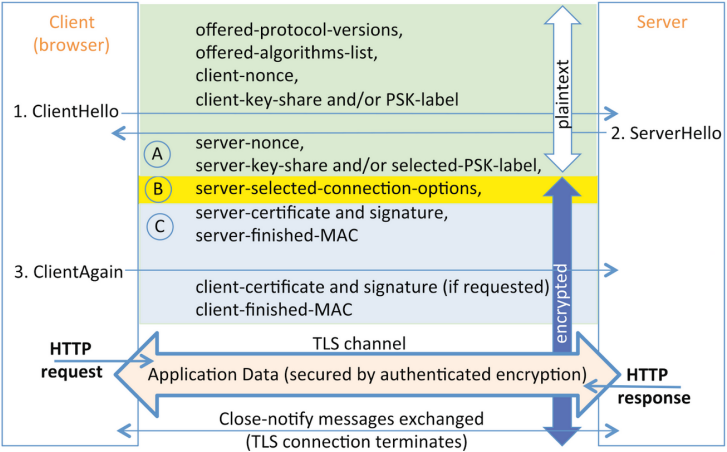 Client
(browser)
Server
offered-protocol-versions,
offered-algorithms-list,
client-nonce,
client-key-share and/or PSK-label
plaintext
1. ClientHello
2. ServerHello
A
server-nonce,
server-key-share and/or selected-PSK-label,
B
server-selected-connection-options,
C
server-certificate and signature,
server-finished-MAC
3. ClientAgain
client-certificate and signature (if requested)
client-finished-MAC
encrypted
TLS channel
HTTP
request
Application Data (secured by authenticated encryption)
HTTP
response
Close-notify messages exchanged
(TLS connection terminates)